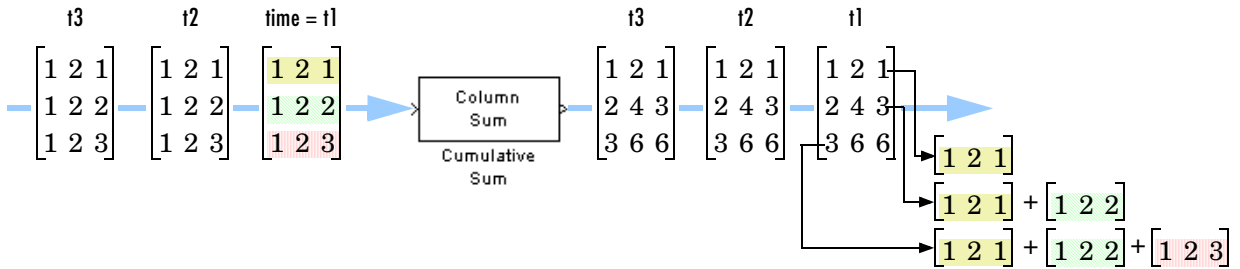 t3 t2 time = t1 t3 t2 t1
1 2 1 1 2 1 1 2 1 1 2 1 1 2 1 1 2 1
1 2 2 1 2 2 1 2 2 2 4 3 2 4 3 2 4 3
1 2 3 1 2 3 1 2 3 3 6 6 3 6 6 3 6 6
Column
Sum
Cumulative
Sum
[1 2 1]
[1 2 1] + [1 2 2]
[1 2 1] + [1 2 2] + [1 2 3]